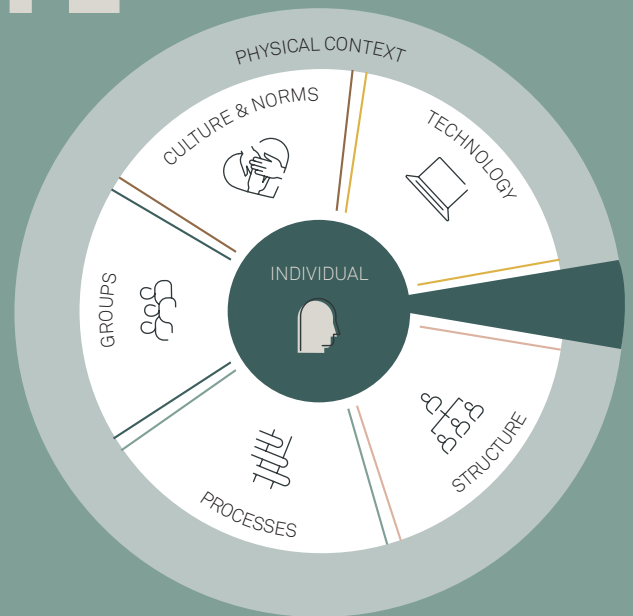 PHYSICAL CONTEXT
CULTURE & NORMS
TECHNOLOGY
INDIVIDUAL
GROUPS
STRUCTURE
PROCESSES